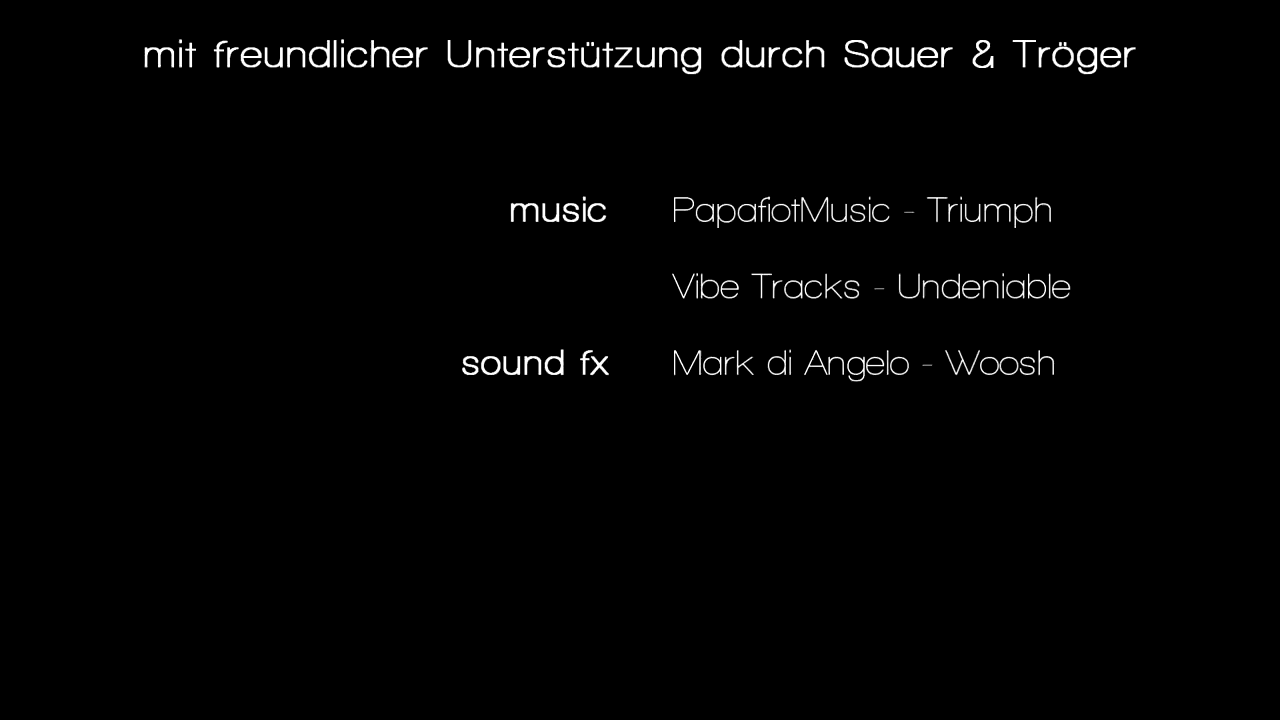 mit freundlicher Unterstützung durch Sauer & Tröger
music PapafiotMusic - Triumph
Vibe Tracks - Undeniable
sound fx Mark di Angelo - Woosh